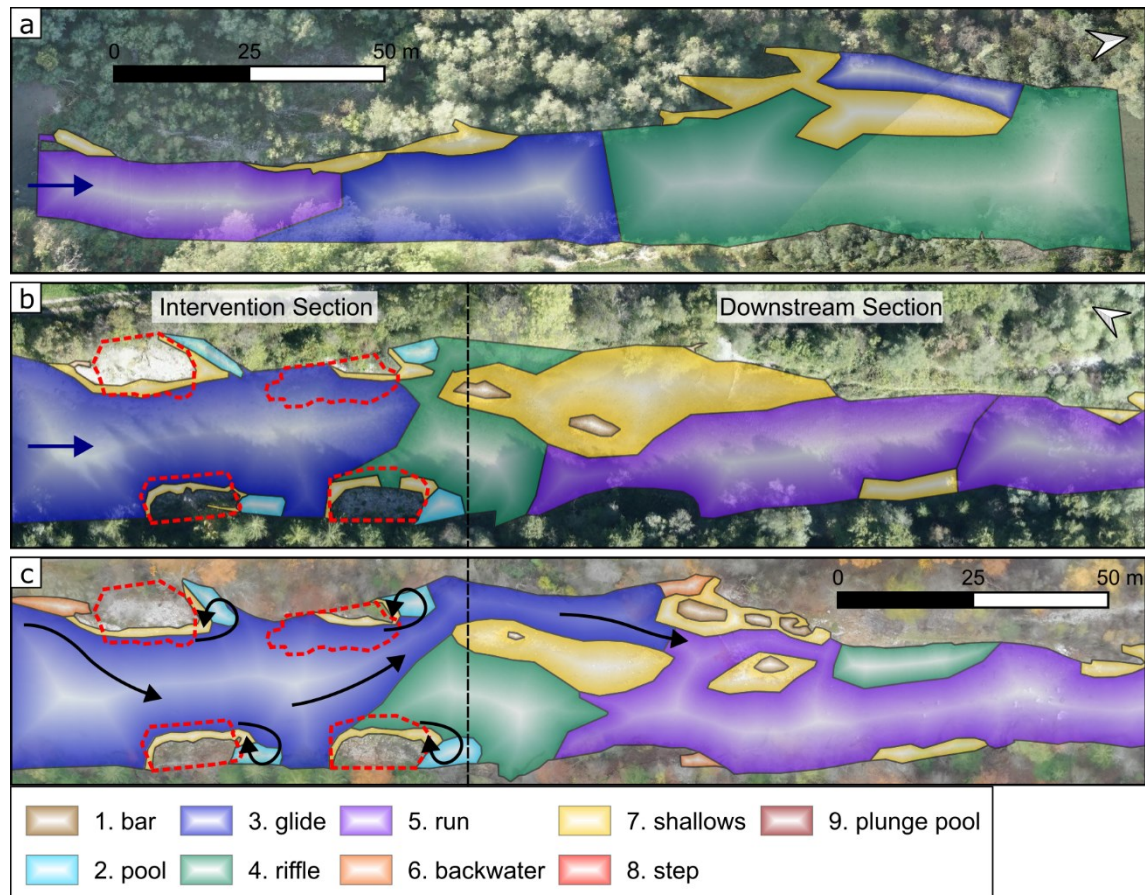 a
0 25 50 m
b
Intervention Section Downstream Section
c
0 25 50 m
1. bar 3. glide 5. run 7. shallows 9. plunge pool
2. pool 4. riffle 6. backwater 8. step